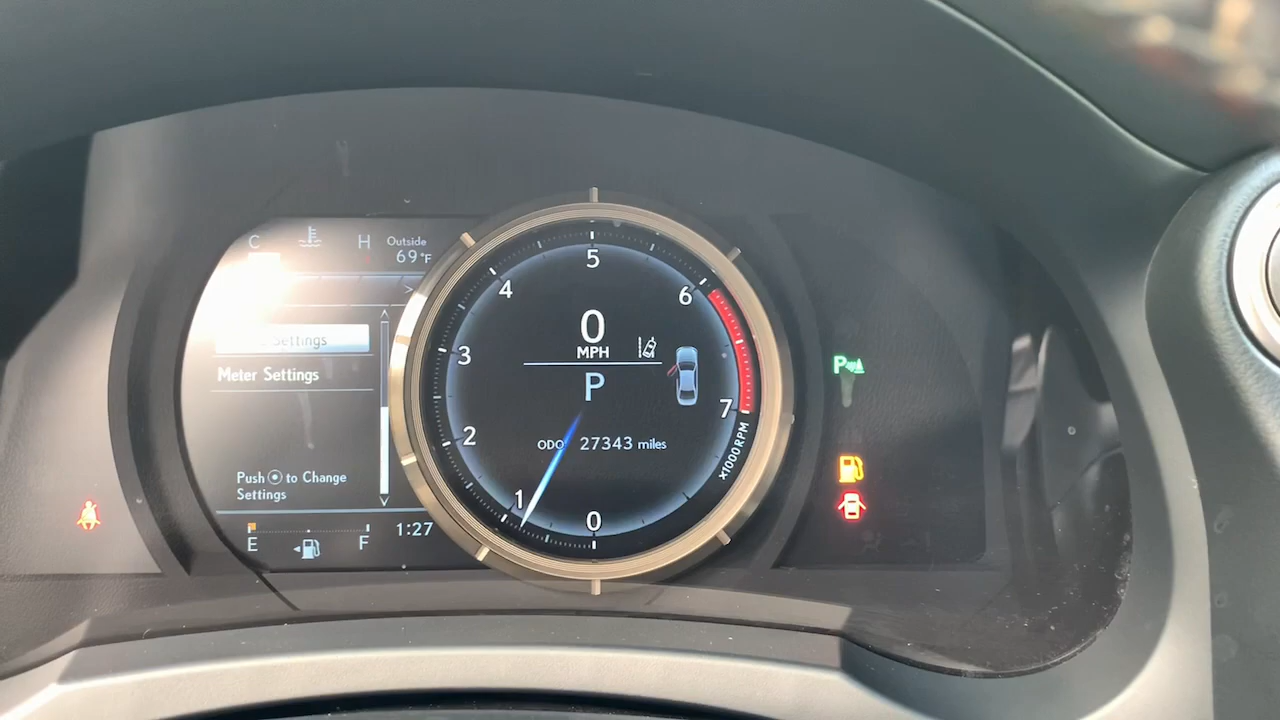 C H Outside
69°F
>
Settings
Meter Settings
Push to Change
Settings
E F 1:27
5
4 6
0
MPH
3
P
7
2
ODO 27343 miles
x1000RPM
1
0
P